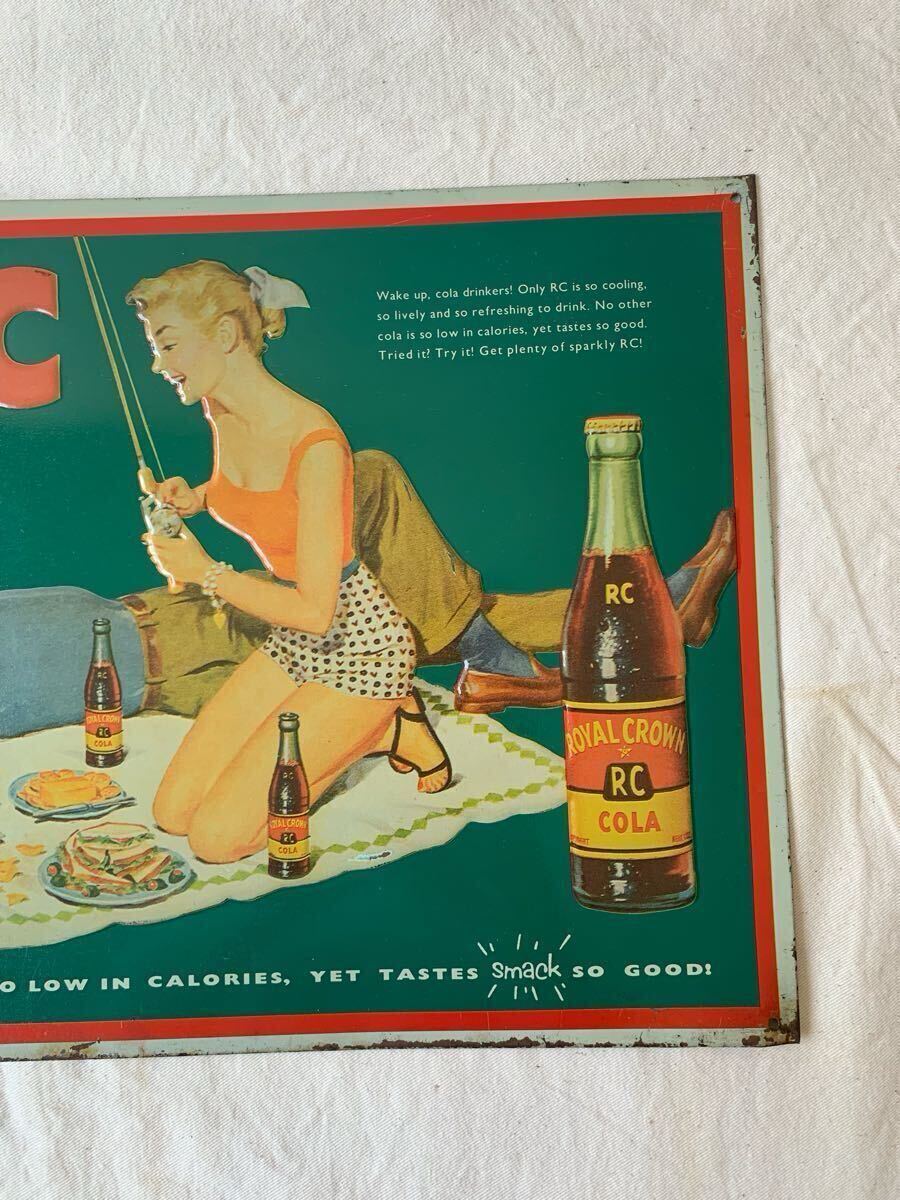 C
Wake up, cola drinkers! Only RC is so cooling,
so lively and so refreshing to drink. No other
cola is so low in calories, yet tastes so good.
Tried it? Try it! Get plenty of sparkly RC!
RC
ROYAL CROWN
RC
COLA
RC
ROYAL CROWN
RC
COLA
RC
ROYAL CROWN
RC
COLA
O LOW IN CALORIES, YET TASTES smack SO GOOD!